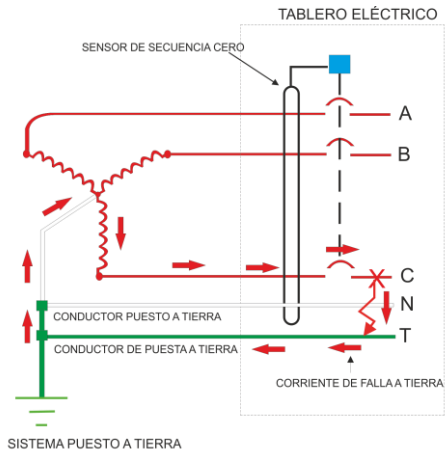 TABLERO ELÉCTRICO
SENSOR DE SECUENCIA CERO
A
B
C
N
CONDUCTOR PUESTO A TIERRA
T
CONDUCTOR DE PUESTA A TIERRA
CORRIENTE DE FALLA A TIERRA
SISTEMA PUESTO A TIERRA